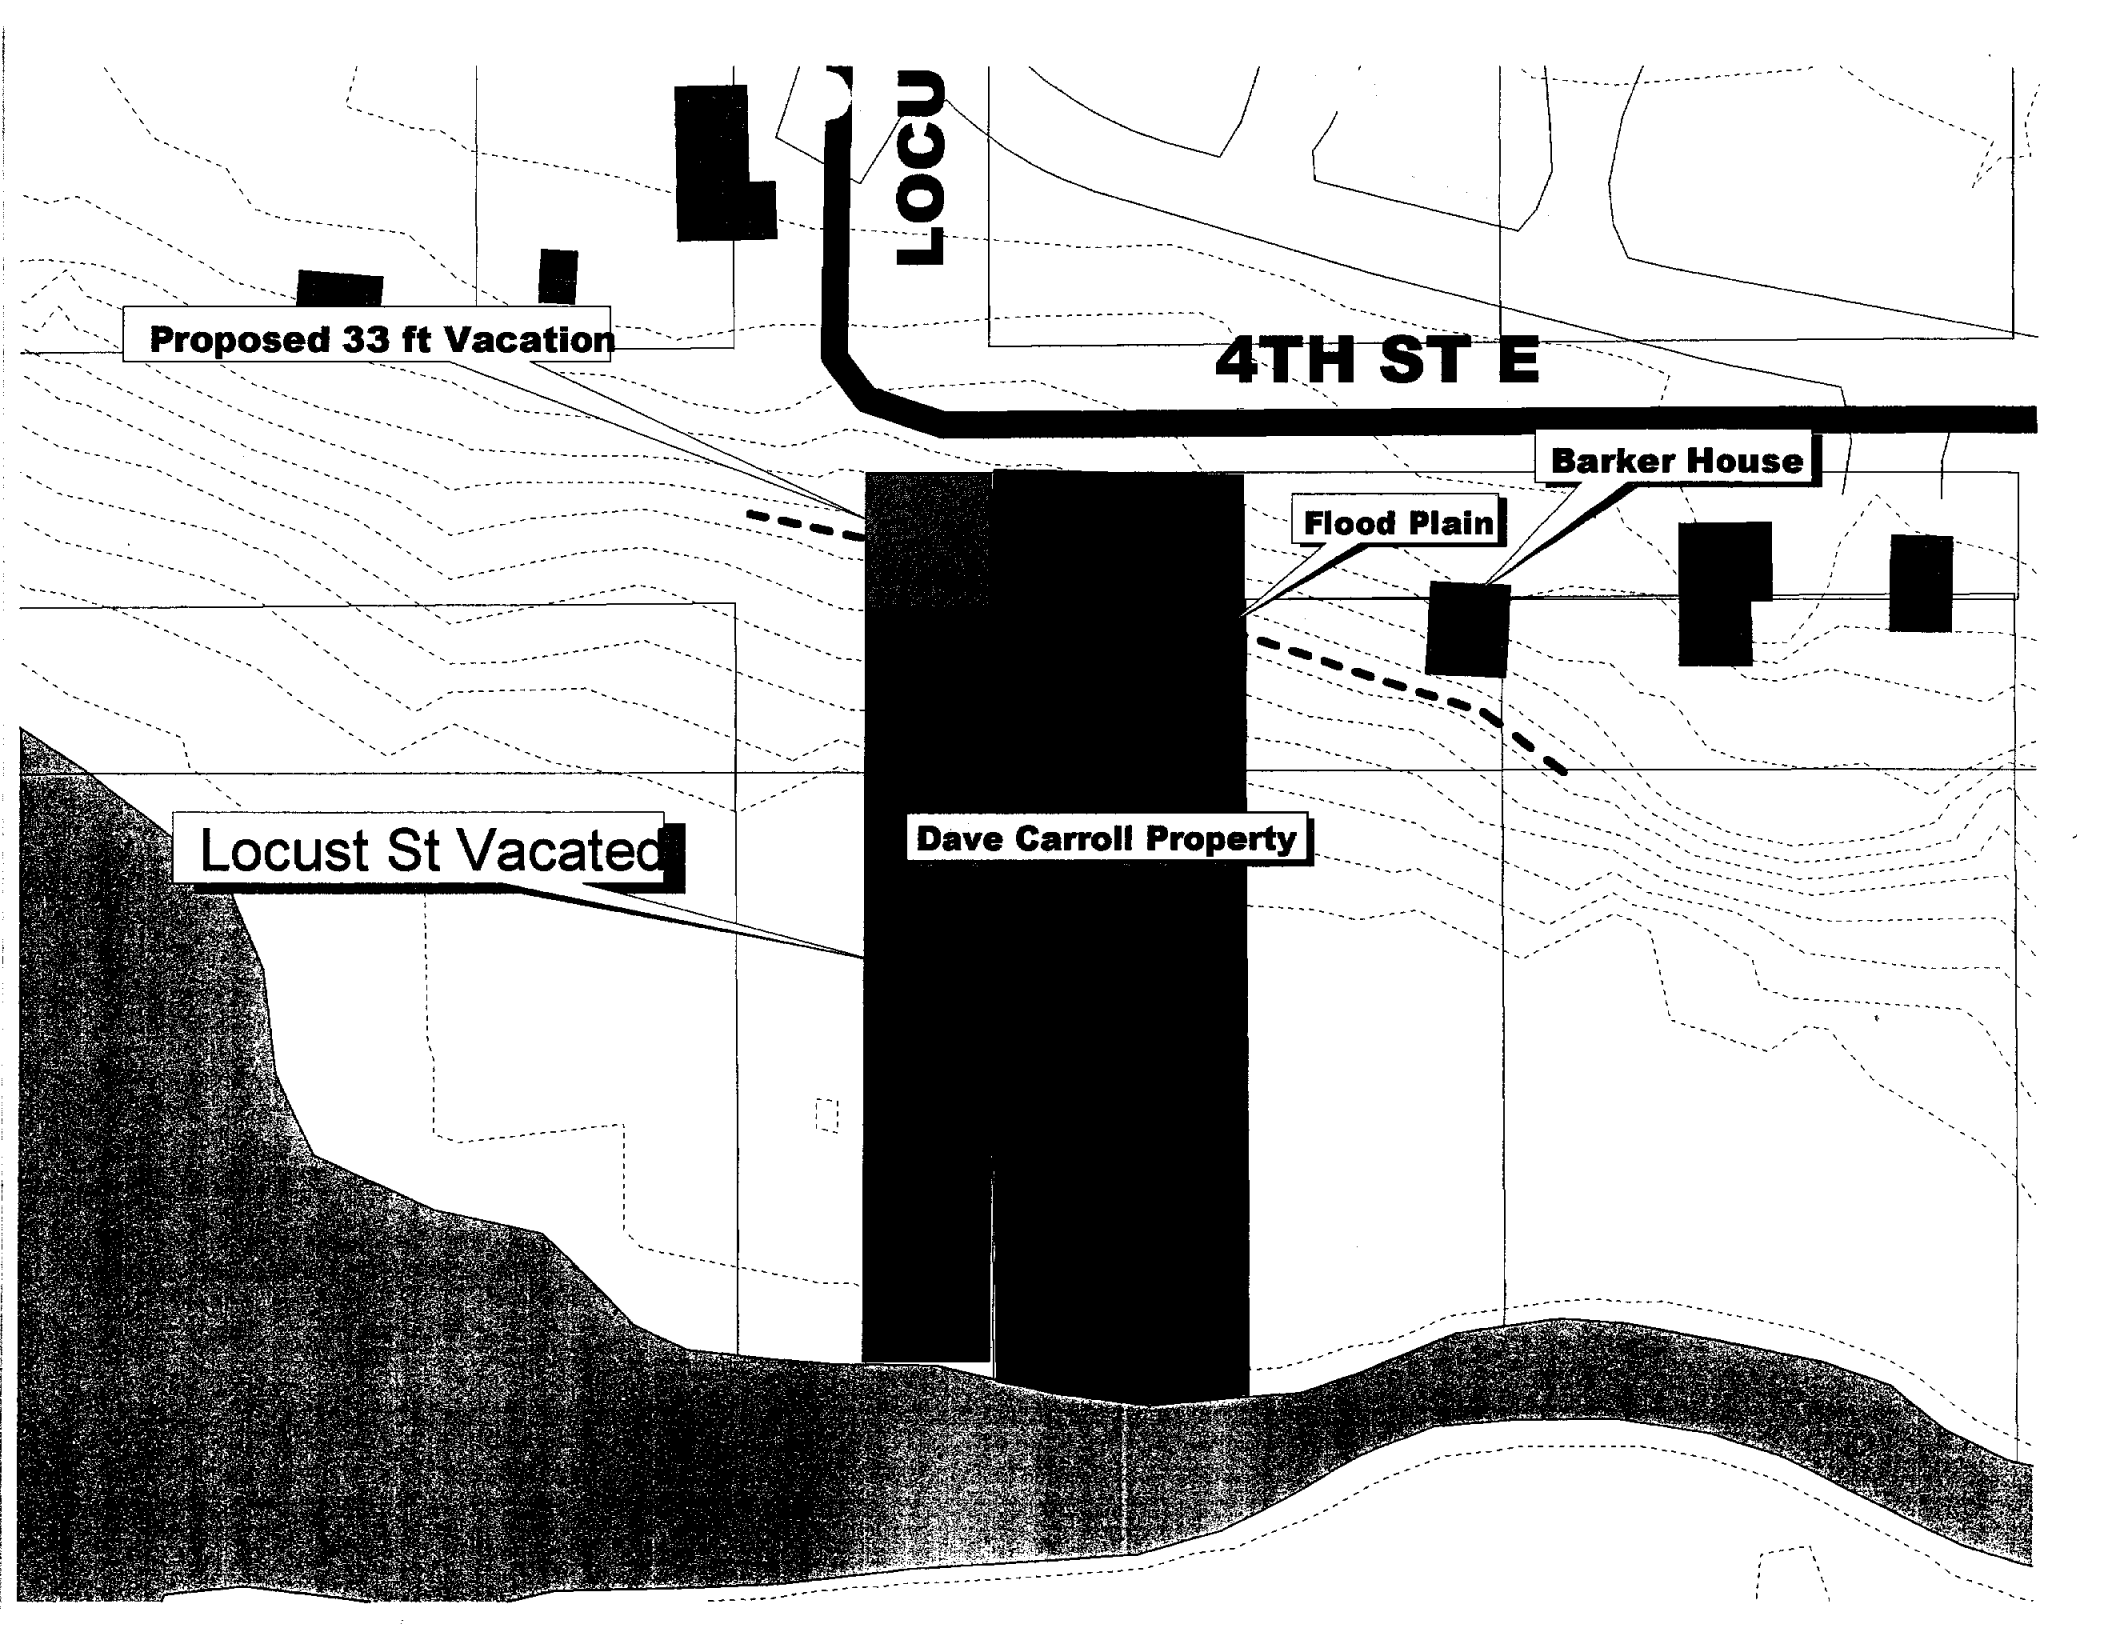 LOCU
Proposed 33 ft Vacation
4TH ST E
Barker House
Flood Plain
Dave Carroll Property
Locust St Vacated